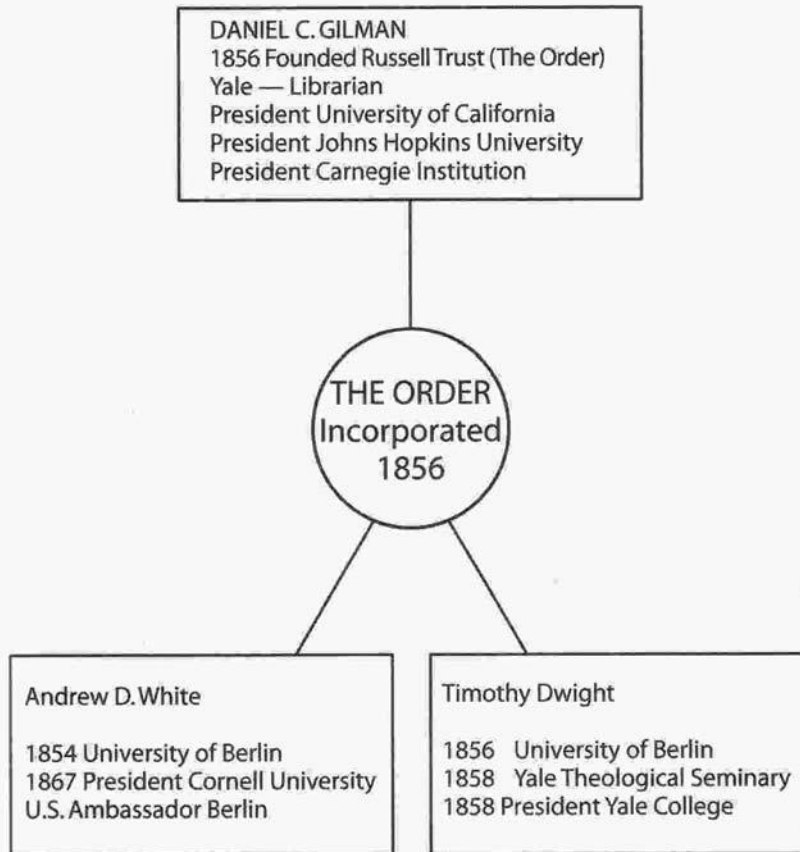 DANIEL C. GILMAN
1856 Founded Russell Trust (The Order)
Yale — Librarian
President University of California
President Johns Hopkins University
President Carnegie Institution
THE ORDER
Incorporated
1856
Andrew D. White
1854 University of Berlin
1867 President Cornell University
U.S. Ambassador Berlin
Timothy Dwight
1856 University of Berlin
1858 Yale Theological Seminary
1858 President Yale College